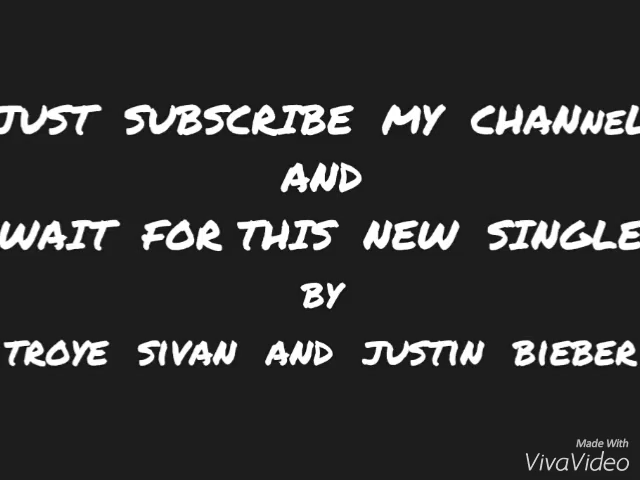 JUST SUBSCRIBE MY CHANneL
AND
WAIT FOR THIS NEW SINGLE
BY
TROYE SIVAN AND JUSTIN BIEBER
Made With
VivaVideo